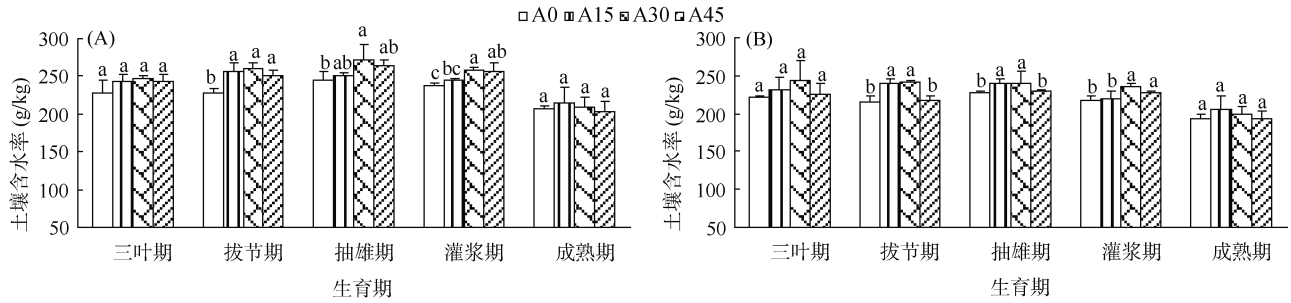 A0 A15 A30 A45
(A)
300
250
200
150
100
50
土壤含水率 (g/kg)
a a a a
b a a a
b ab a ab
c bc a ab
a a a a
三叶期 拔节期 抽雄期 灌浆期 成熟期
生育期
(B)
300
250
200
150
100
50
土壤含水率 (g/kg)
a a a a
b a a b
b a a b
b b a a
a a a a
三叶期 拔节期 抽雄期 灌浆期 成熟期
生育期